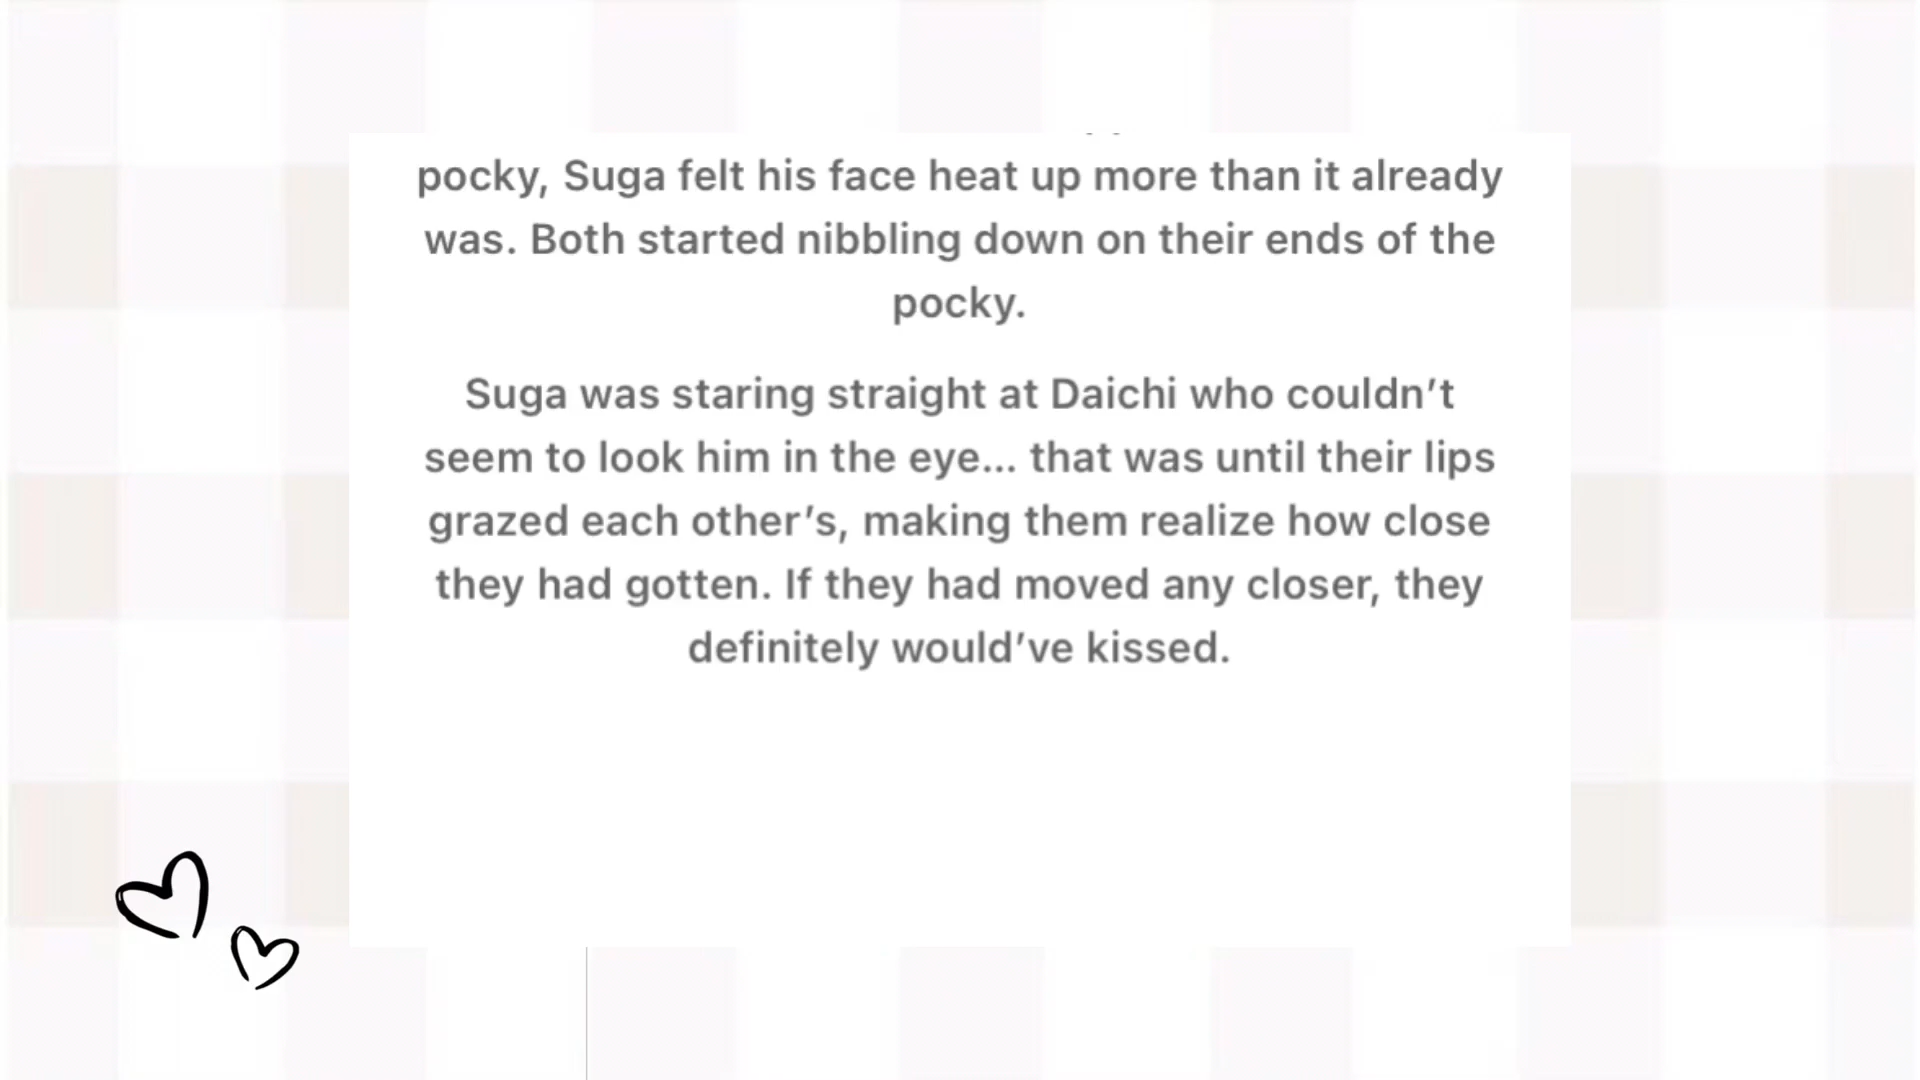 pocky, Suga felt his face heat up more than it already
was. Both started nibbling down on their ends of the
pocky.
Suga was staring straight at Daichi who couldn’t
seem to look him in the eye... that was until their lips
grazed each other’s, making them realize how close
they had gotten. If they had moved any closer, they
definitely would’ve kissed.